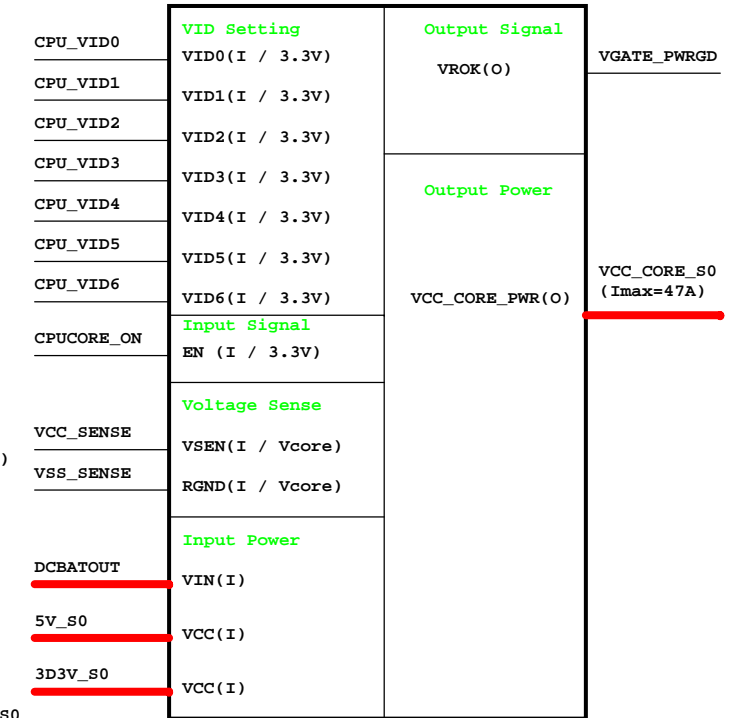 VID Setting
Output Signal
CPU_VID0
VID0(I / 3.3V)
VROK(O)
VGATE_PWRGD
CPU_VID1
VID1(I / 3.3V)
CPU_VID2
VID2(I / 3.3V)
CPU_VID3
VID3(I / 3.3V)
Output Power
CPU_VID4
VID4(I / 3.3V)
CPU_VID5
VID5(I / 3.3V)
VCC_CORE_S0
(Imax=47A)
CPU_VID6
VID6(I / 3.3V)
VCC_CORE_PWR(O)
Input Signal
CPUCORE_ON
EN (I / 3.3V)
Voltage Sense
VCC_SENSE
VSEN(I / Vcore)
)
VSS_SENSE
RGND(I / Vcore)
Input Power
DCBATOUT
VIN(I)
5V_S0
VCC(I)
3D3V_S0
VCC(I)
S0